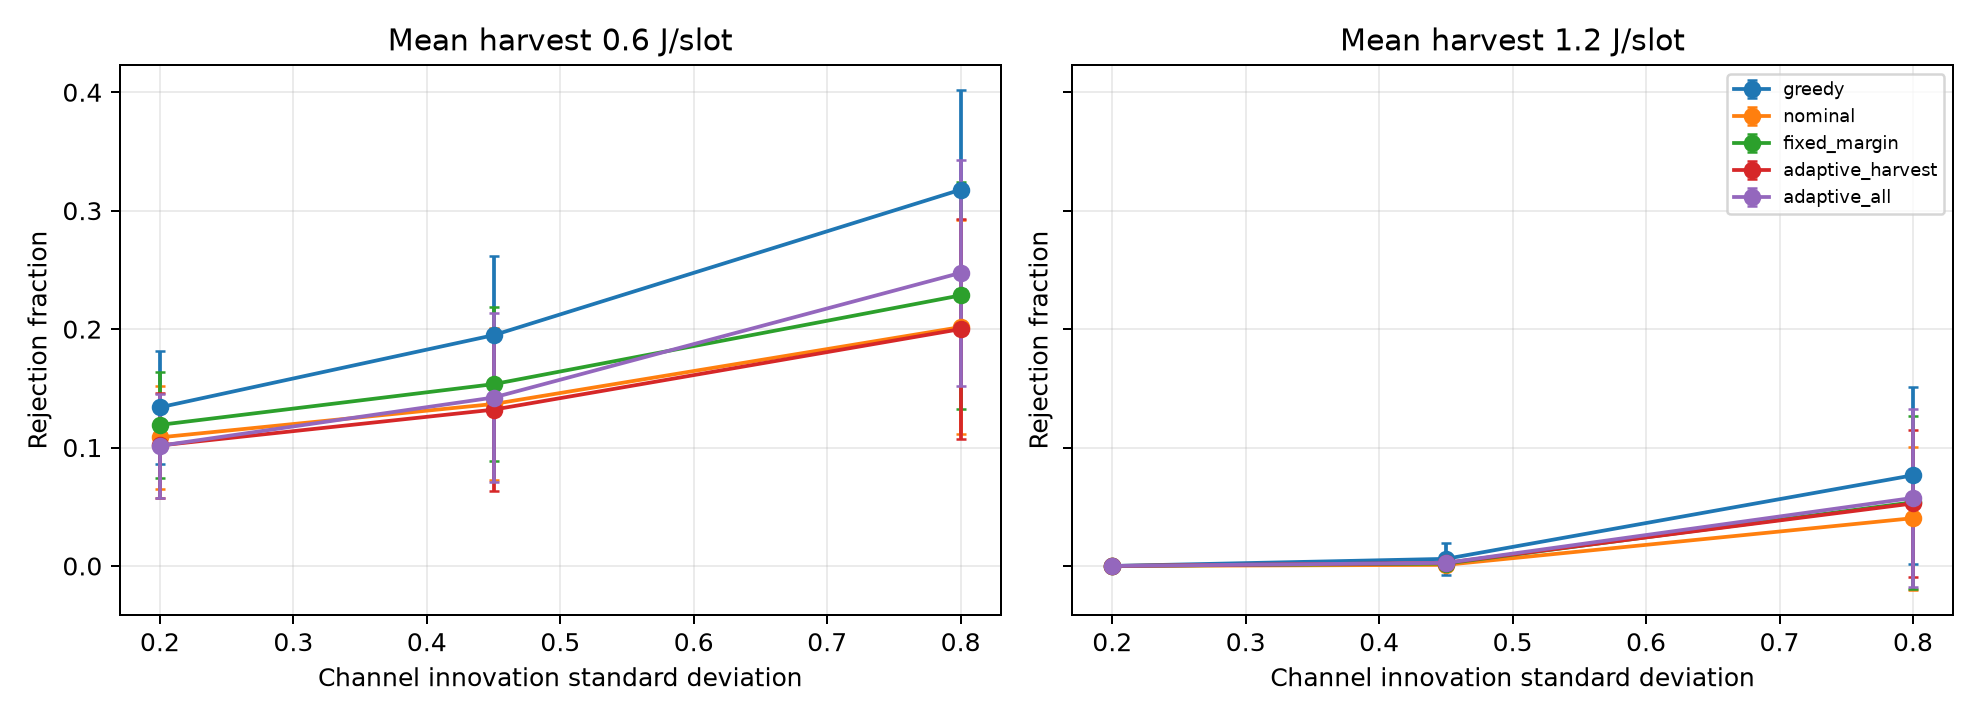 Mean harvest 0.6 J/slot
Rejection fraction
0.4
0.3
0.2
0.1
0.0
0.2 0.3 0.4 0.5 0.6 0.7 0.8
Channel innovation standard deviation
Mean harvest 1.2 J/slot
Rejection fraction
greedy
nominal
fixed_margin
adaptive_harvest
adaptive_all
0.2 0.3 0.4 0.5 0.6 0.7 0.8
Channel innovation standard deviation